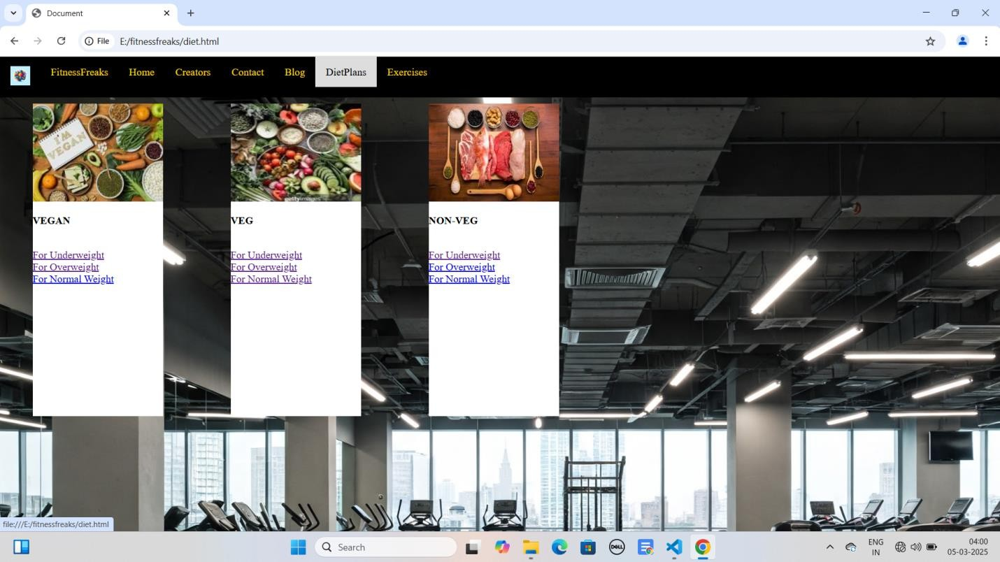 Document
File E:/fitnessfreaks/diet.html
FitnessFreaks Home Creators Contact Blog DietPlans Exercises
I'M
VEGAN
gettyimages
VEGAN VEG NON-VEG
For Underweight For Underweight For Underweight
For Overweight For Overweight For Overweight
For Normal Weight For Normal Weight For Normal Weight
file:///E:/fitnessfreaks/diet.html
Search
DELL
ENG
IN
04:00
05-03-2025